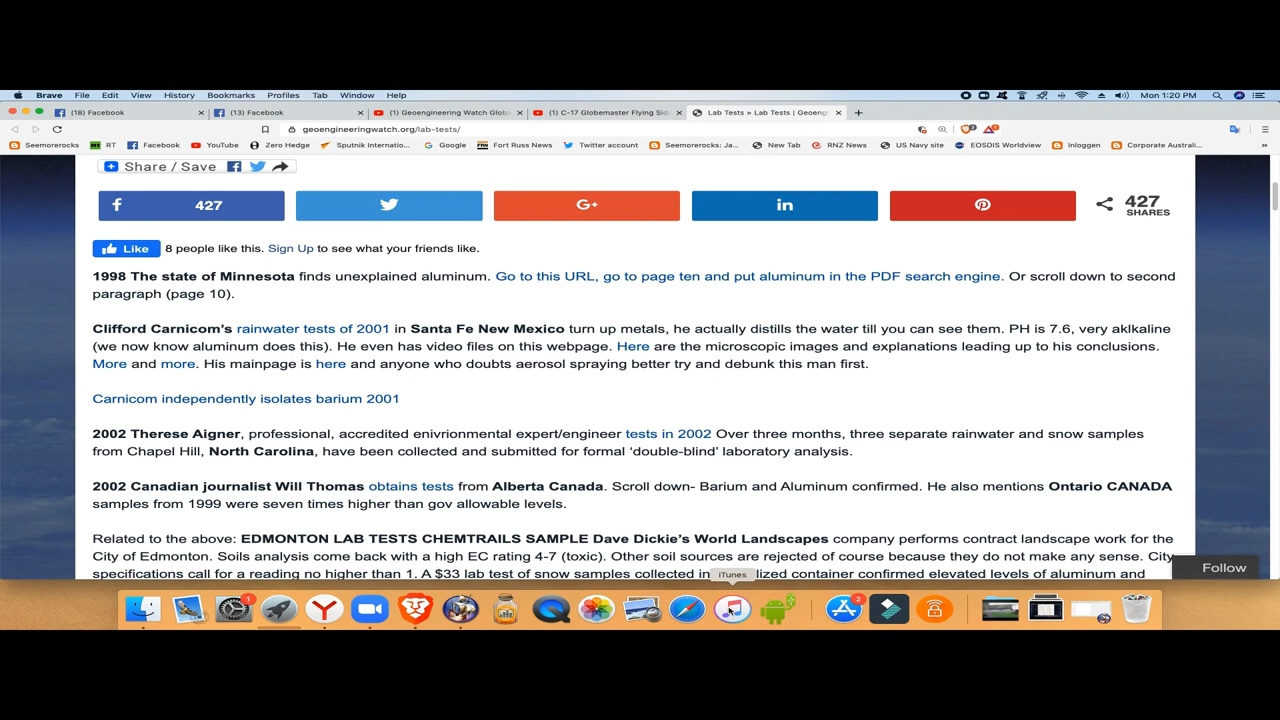 Brave File Edit View History Bookmarks Profiles Tab Window Help Mon 1:20 PM
(18) Facebook (13) Facebook (1) Geoengineering Watch Glob (1) C-17 Globemaster Flying Sid Lab Tests » Lab Tests | Geoeng
geoengineeringwatch.org/lab-tests/
Seemorerocks RT Facebook YouTube Zero Hedge Sputnik Internatio... Google Fort Russ News Twitter account Seemorerocks: Ja... New Tab RNZ News US Navy site EOSDIS Worldview Inloggen Corporate Australi... »
Share / Save
427
G+
in
427
SHARES
Like 8 people like this. Sign Up to see what your friends like.
1998 The state of Minnesota finds unexplained aluminum. Go to this URL, go to page ten and put aluminum in the PDF search engine. Or scroll down to second
paragraph (page 10).
Clifford Carnicom's rainwater tests of 2001 in Santa Fe New Mexico turn up metals, he actually distills the water till you can see them. PH is 7.6, very aklkaline
(we now know aluminum does this). He even has video files on this webpage. Here are the microscopic images and explanations leading up to his conclusions.
More and more. His mainpage is here and anyone who doubts aerosol spraying better try and debunk this man first.
Carnicom independently isolates barium 2001
2002 Therese Aigner, professional, accredited enivrionmental expert/engineer tests in 2002 Over three months, three separate rainwater and snow samples
from Chapel Hill, North Carolina, have been collected and submitted for formal 'double-blind' laboratory analysis.
2002 Canadian journalist Will Thomas obtains tests from Alberta Canada. Scroll down- Barium and Aluminum confirmed. He also mentions Ontario CANADA
samples from 1999 were seven times higher than gov allowable levels.
Related to the above: EDMONTON LAB TESTS CHEMTRAILS SAMPLE Dave Dickie's World Landscapes company performs contract landscape work for the
City of Edmonton. Soils analysis come back with a high EC rating 4-7 (toxic). Other soil sources are rejected of course because they do not make any sense. City
Follow
specifications call for a reading no higher than 1. A $33 lab test of snow samples collected in lized container confirmed elevated levels of aluminum and
iTunes
1
2